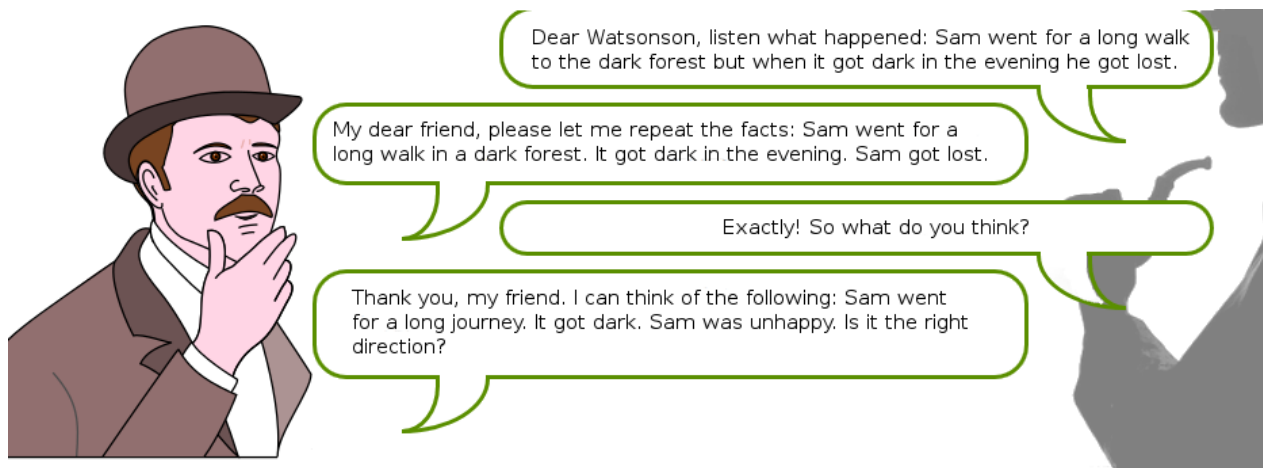 Dear Watsonson, listen what happened: Sam went for a long walk
to the dark forest but when it got dark in the evening he got lost.
My dear friend, please let me repeat the facts: Sam went for a
long walk in a dark forest. It got dark in the evening. Sam got lost.
Exactly! So what do you think?
Thank you, my friend. I can think of the following: Sam went
for a long journey. It got dark. Sam was unhappy. Is it the right
direction?